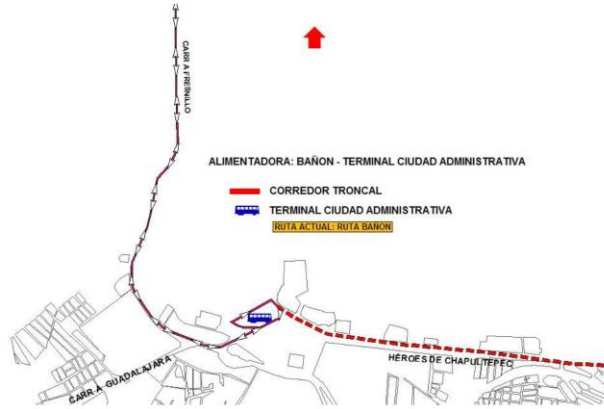 CARR A FRESNILLO
ALIMENTADORA: BAÑON - TERMINAL CIUDAD ADMINISTRATIVA
CORREDOR TRONCAL
TERMINAL CIUDAD ADMINISTRATIVA
RUTA ACTUAL: RUTA BAÑON
HÉROES DE CHAPULTEPEC
CARR A GUADALAJARA